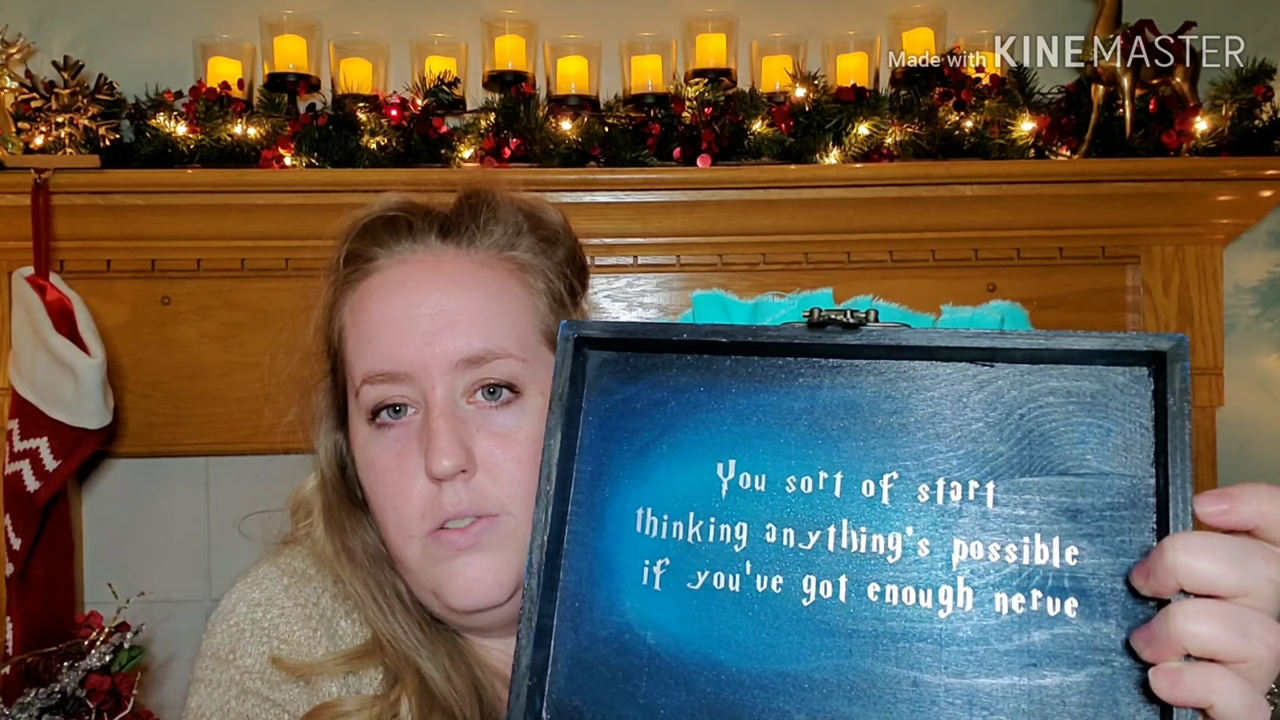 Made with KINEMASTER
You sort of start
thinking anything's possible
if you've got enough nerve